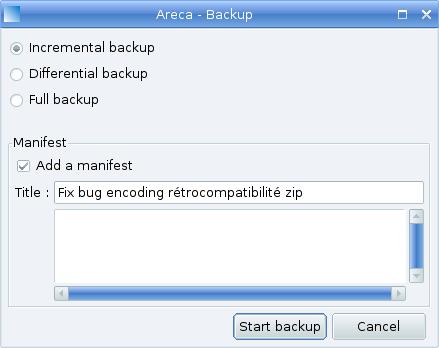 Areca - Backup
Incremental backup
Differential backup
Full backup
Manifest
Add a manifest
Title : Fix bug encoding rétrocompatibilité zip
Start backup Cancel